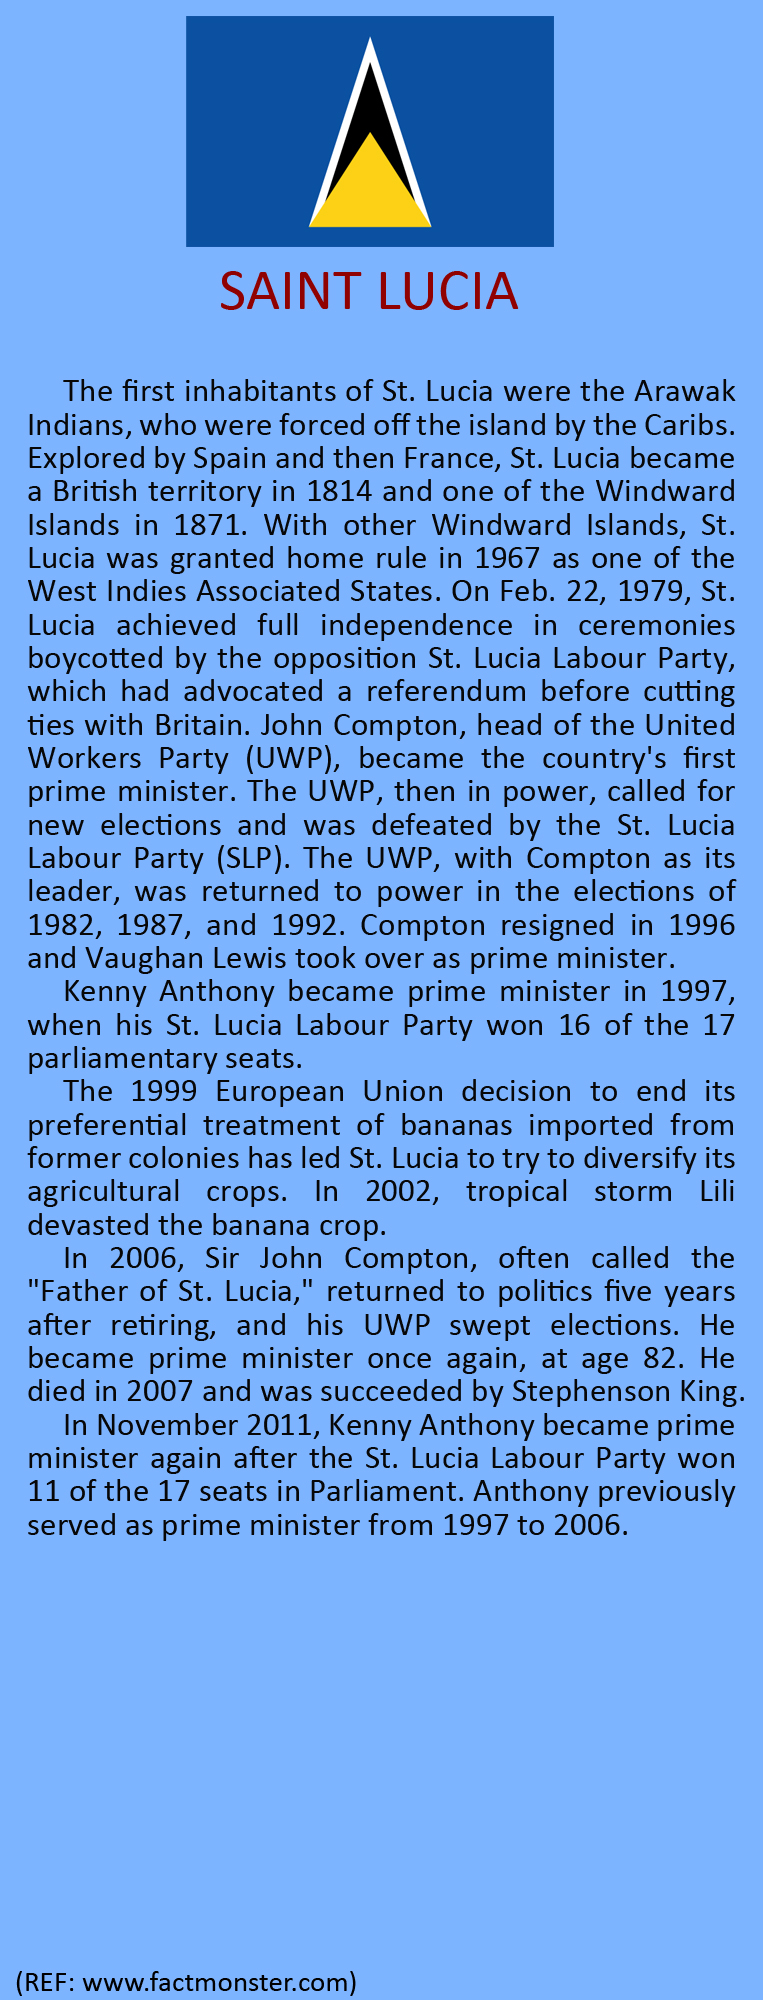 SAINT LUCIA
The first inhabitants of St. Lucia were the Arawak
Indians, who were forced off the island by the Caribs.
Explored by Spain and then France, St. Lucia became
a British territory in 1814 and one of the Windward
Islands in 1871. With other Windward Islands, St.
Lucia was granted home rule in 1967 as one of the
West Indies Associated States. On Feb. 22, 1979, St.
Lucia achieved full independence in ceremonies
boycotted by the opposition St. Lucia Labour Party,
which had advocated a referendum before cutting
ties with Britain. John Compton, head of the United
Workers Party (UWP), became the country's first
prime minister. The UWP, then in power, called for
new elections and was defeated by the St. Lucia
Labour Party (SLP). The UWP, with Compton as its
leader, was returned to power in the elections of
1982, 1987, and 1992. Compton resigned in 1996
and Vaughan Lewis took over as prime minister.
Kenny Anthony became prime minister in 1997,
when his St. Lucia Labour Party won 16 of the 17
parliamentary seats.
The 1999 European Union decision to end its
preferential treatment of bananas imported from
former colonies has led St. Lucia to try to diversify its
agricultural crops. In 2002, tropical storm Lili
devasted the banana crop.
In 2006, Sir John Compton, often called the
"Father of St. Lucia," returned to politics five years
after retiring, and his UWP swept elections. He
became prime minister once again, at age 82. He
died in 2007 and was succeeded by Stephenson King.
In November 2011, Kenny Anthony became prime
minister again after the St. Lucia Labour Party won
11 of the 17 seats in Parliament. Anthony previously
served as prime minister from 1997 to 2006.
(REF: www.factmonster.com)